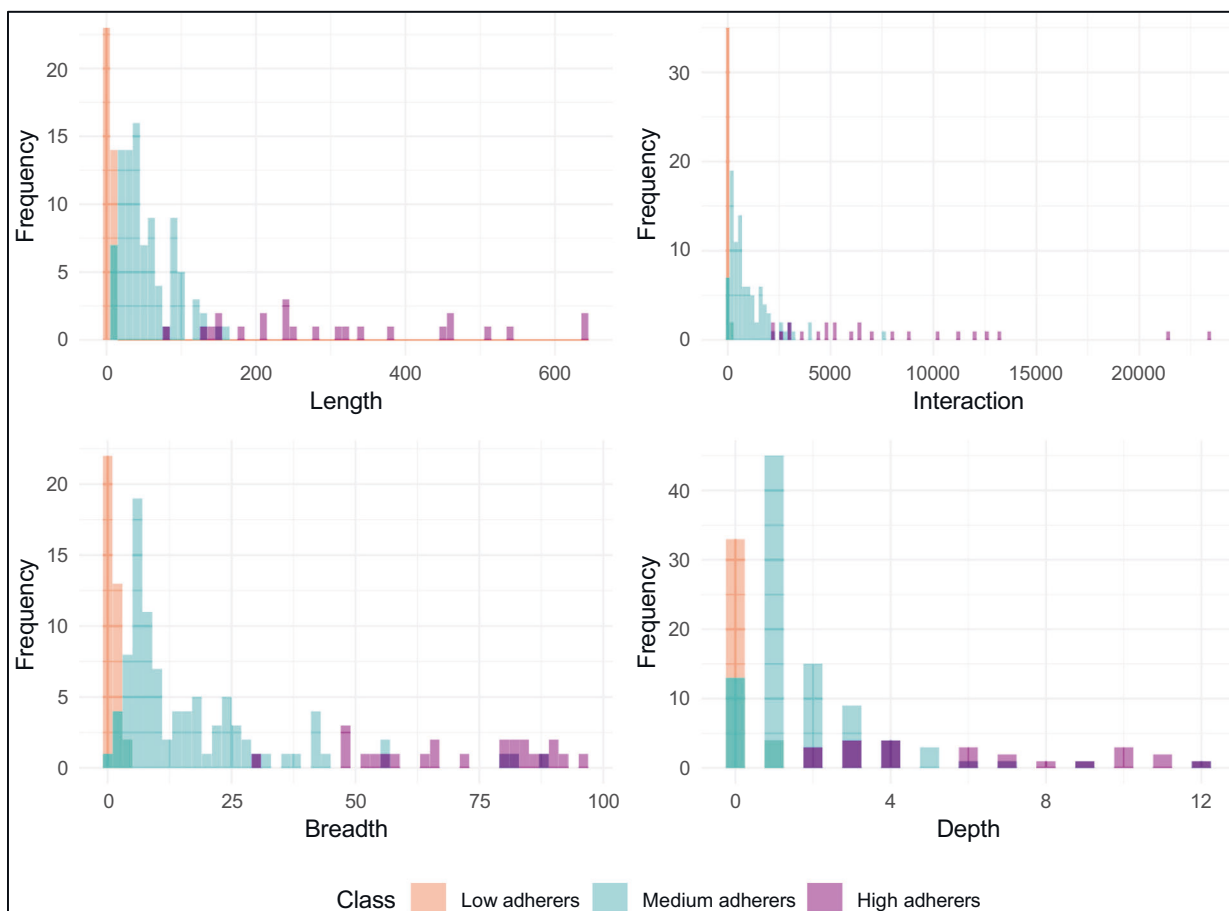 20
15
10
5
0
Frequency
0 200 400 600
Length
30
20
10
0
Frequency
0 5000 10000 15000 20000
Interaction
20
15
10
5
0
Frequency
0 25 50 75 100
Breadth
40
30
20
10
0
Frequency
0 4 8 12
Depth
Class Low adherers Medium adherers High adherers